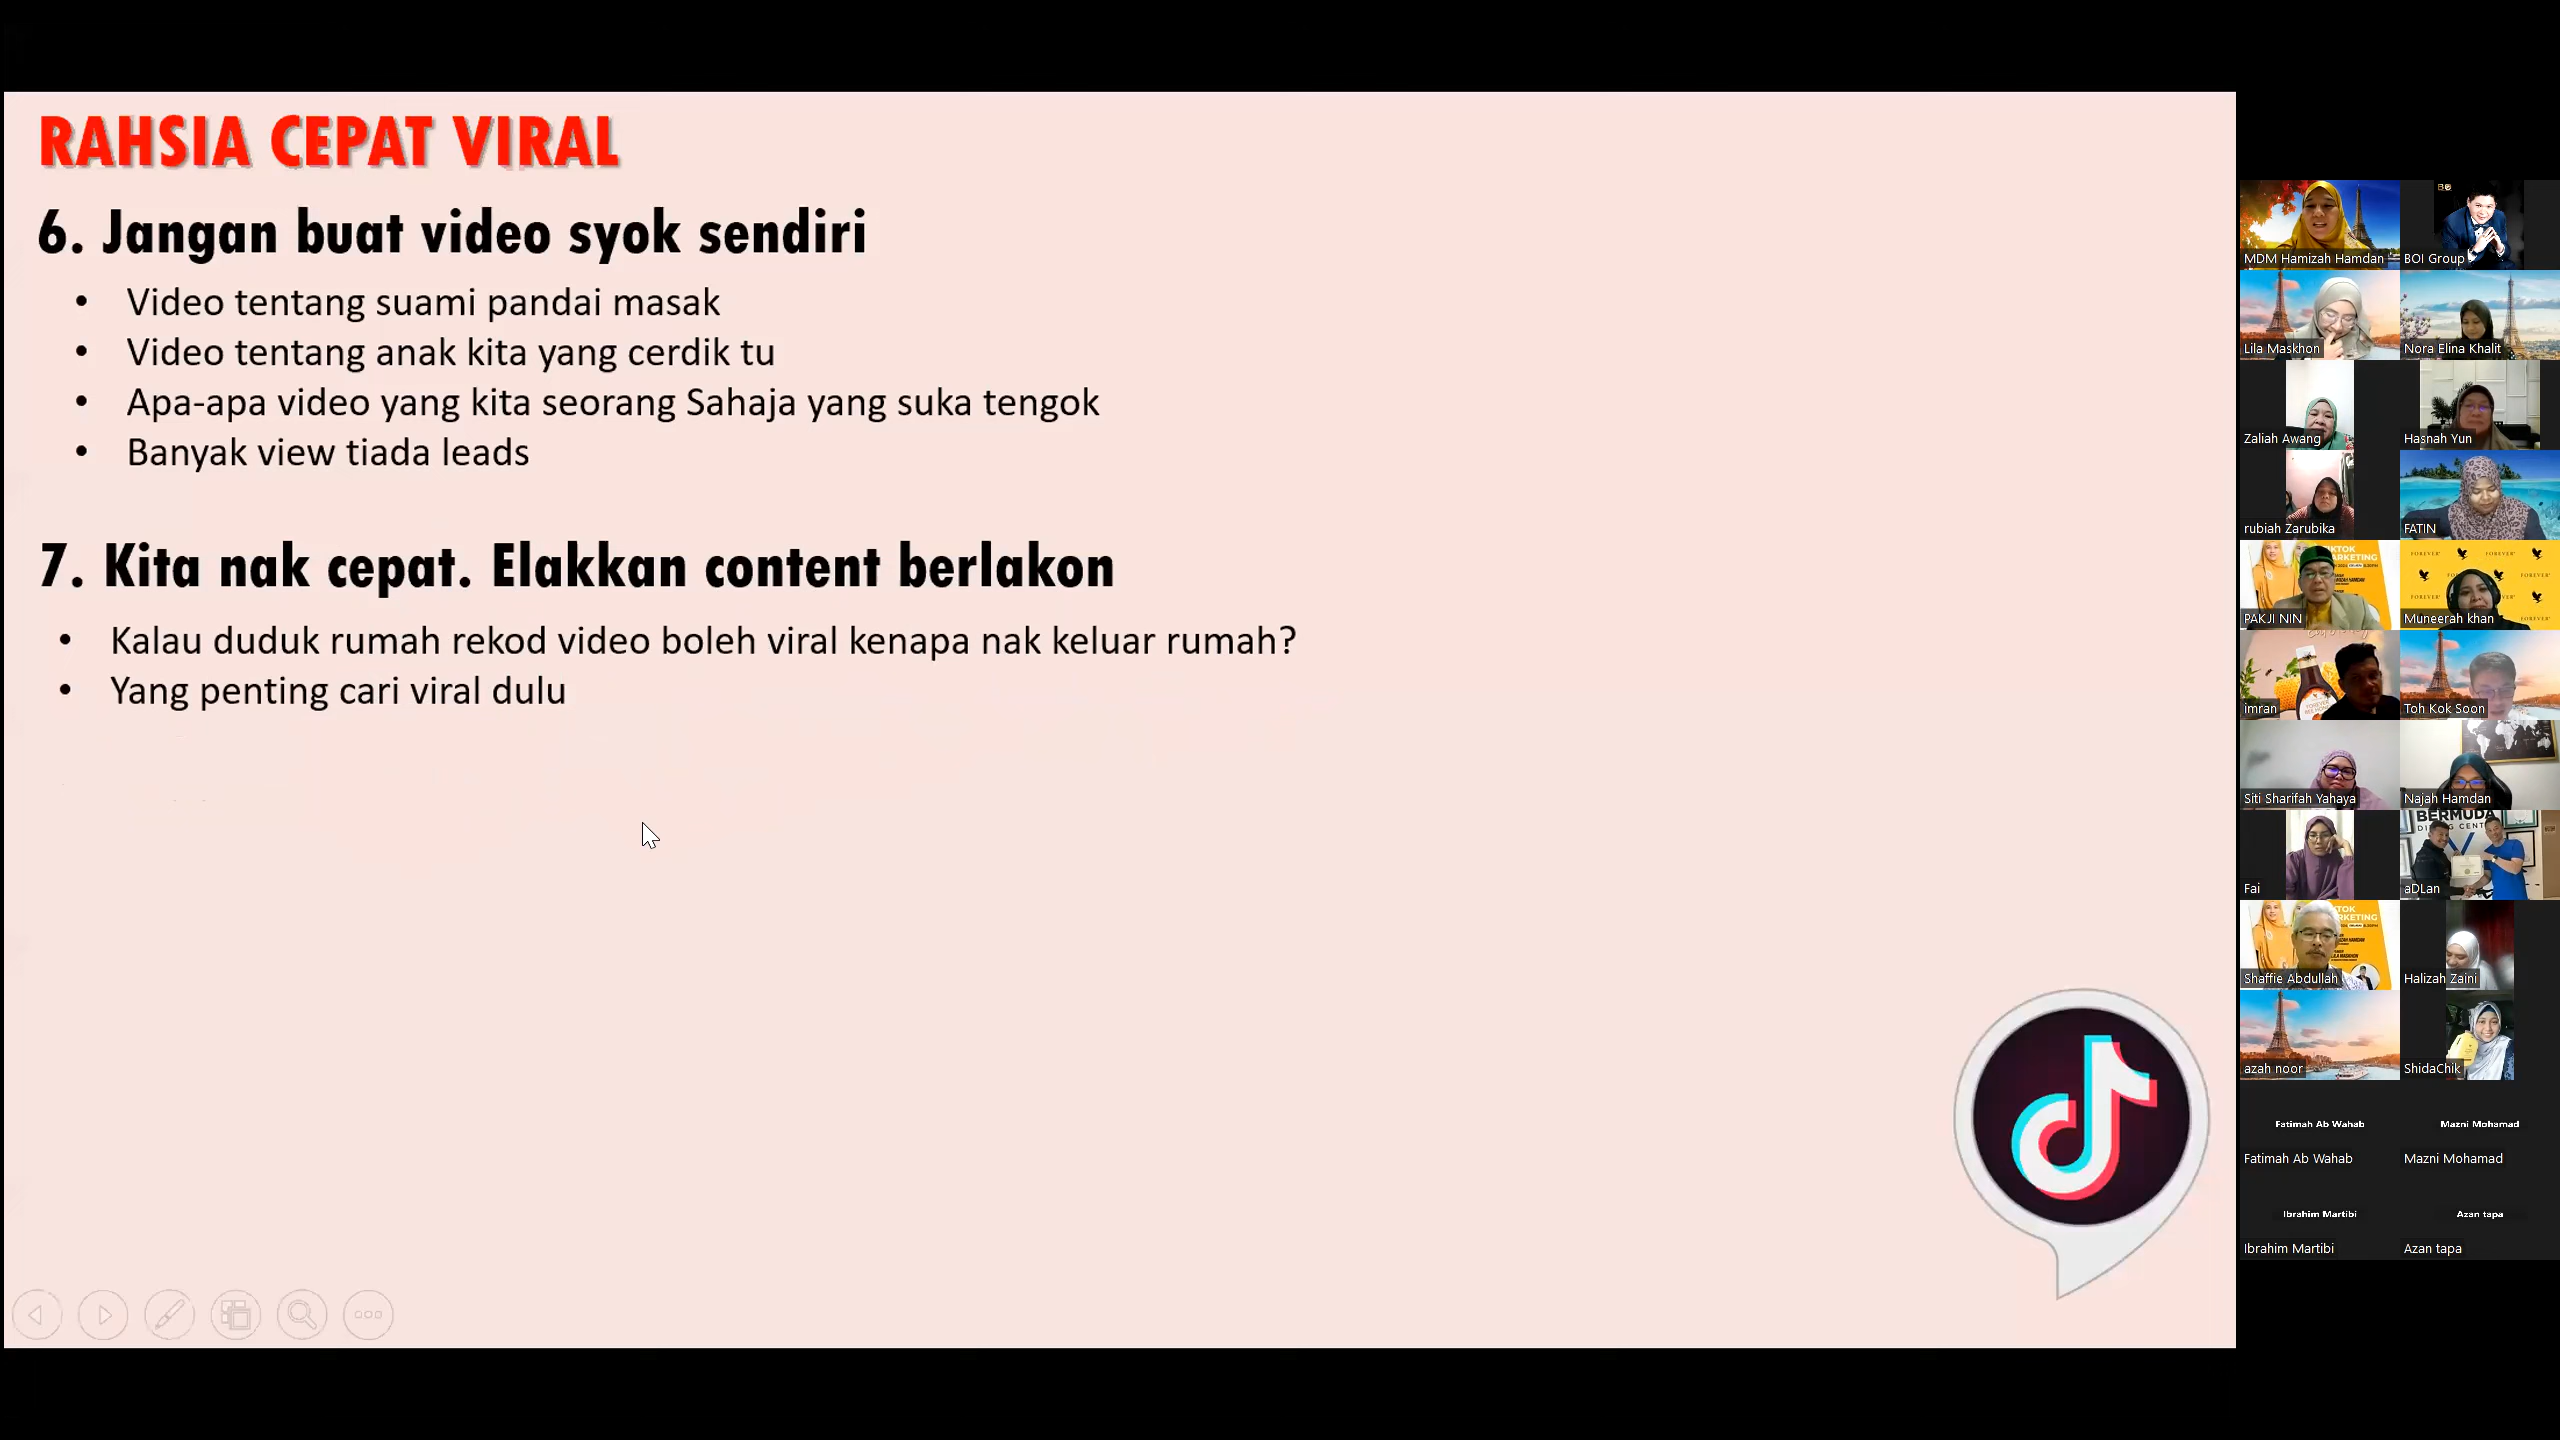 RAHSIA CEPAT VIRAL
6. Jangan buat video syok sendiri
• Video tentang suami pandai masak
• Video tentang anak kita yang cerdik tu
• Apa-apa video yang kita seorang Sahaja yang suka tengok
• Banyak view tiada leads
7. Kita nak cepat. Elakkan content berlakon
• Kalau duduk rumah rekod video boleh viral kenapa nak keluar rumah?
• Yang penting cari viral dulu
MDM Hamizah Hamdan
BOI Group
Lila Maskhon
Nora Elina Khalit
Zaliah Awang
Hasnah Yun
rubiah Zarubika
FATIN
PAKJI NIN
FOREVER
Muneerah khan
imran
Toh Kok Soon
Siti Sharifah Yahaya
Najah Hamdan
Fai
BERMUDA
aDLan
Shaffie Abdullah
Halizah Zaini
azah noor
ShidaChik
Fatimah Ab Wahab
Mazni Mohamad
Fatimah Ab Wahab
Mazni Mohamad
Ibrahim Martibi
Azan tapa
Ibrahim Martibi
Azan tapa